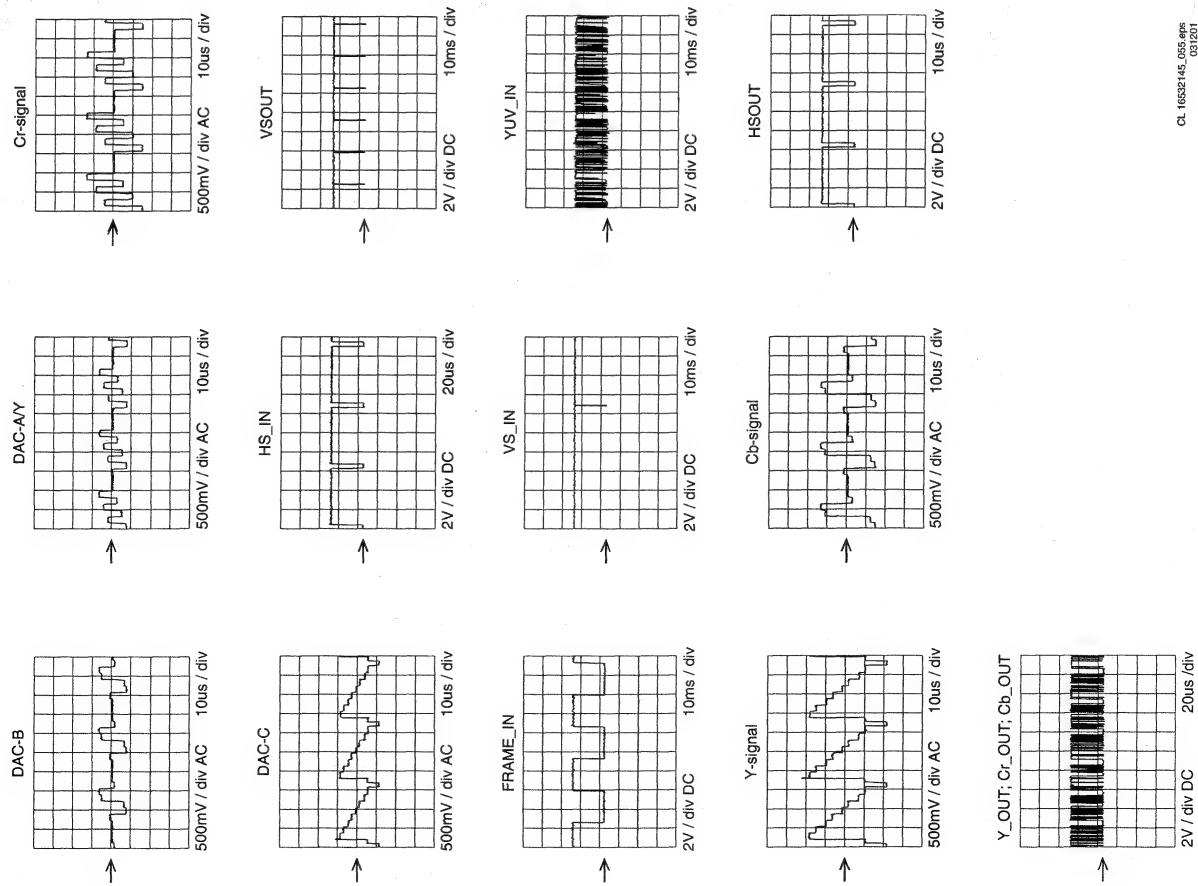 DAC-B
500mV / div AC 10us / div
DAC-A/Y
500mV / div AC 10us / div
Cr-signal
500mV / div AC 10us / div
DAC-C
500mV / div AC 10us / div
HS_IN
2V / div DC 20us / div
VSOUT
2V / div DC 10ms / div
FRAME_IN
2V / div DC 10ms / div
VS_IN
2V / div DC 10ms / div
YUV_IN
2V / div DC 10ms / div
Y-signal
500mV / div AC 10us / div
Cb-signal
500mV / div AC 10us / div
HSOUT
2V / div DC 10us / div
Y_OUT; Cr_OUT; Cb_OUT
2V / div DC 20us /div
CL 16532145_055.eps
031201